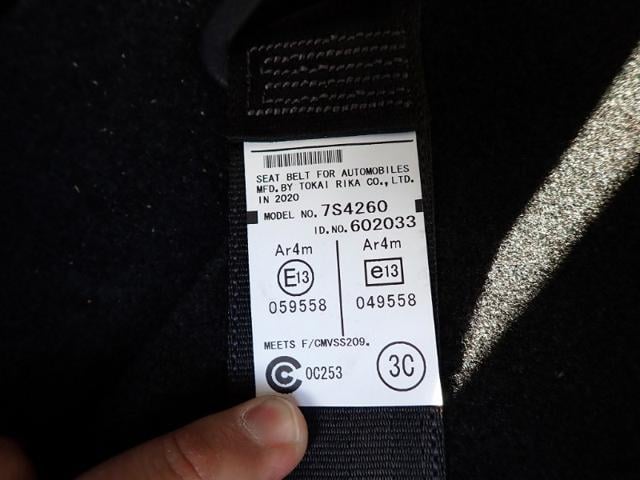 SEAT BELT FOR AUTOMOBILES
MFD.BY TOKAI RIKA CO.,LTD.
IN 2020
MODEL NO. 7S4260
ID.NO. 602033
Ar4m Ar4m
E13 e13
059558 049558
MEETS F/CMVSS209.
C 0C253 3C